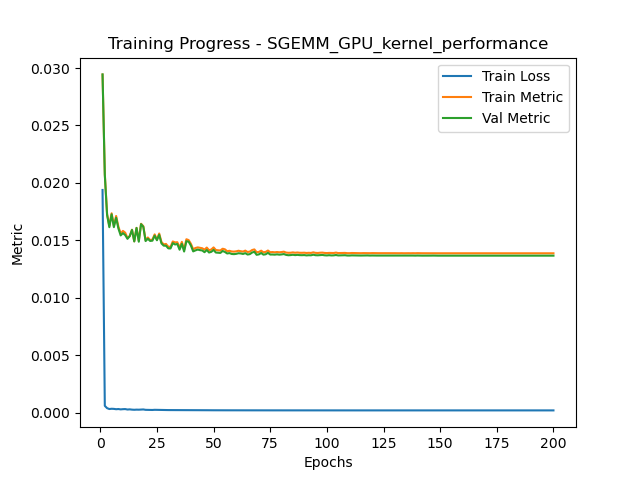 Training Progress - SGEMM_GPU_kernel_performance
Train Loss
Train Metric
Val Metric
Metric
0.030
0.025
0.020
0.015
0.010
0.005
0.000
0
25
50
75
100
125
150
175
200
Epochs